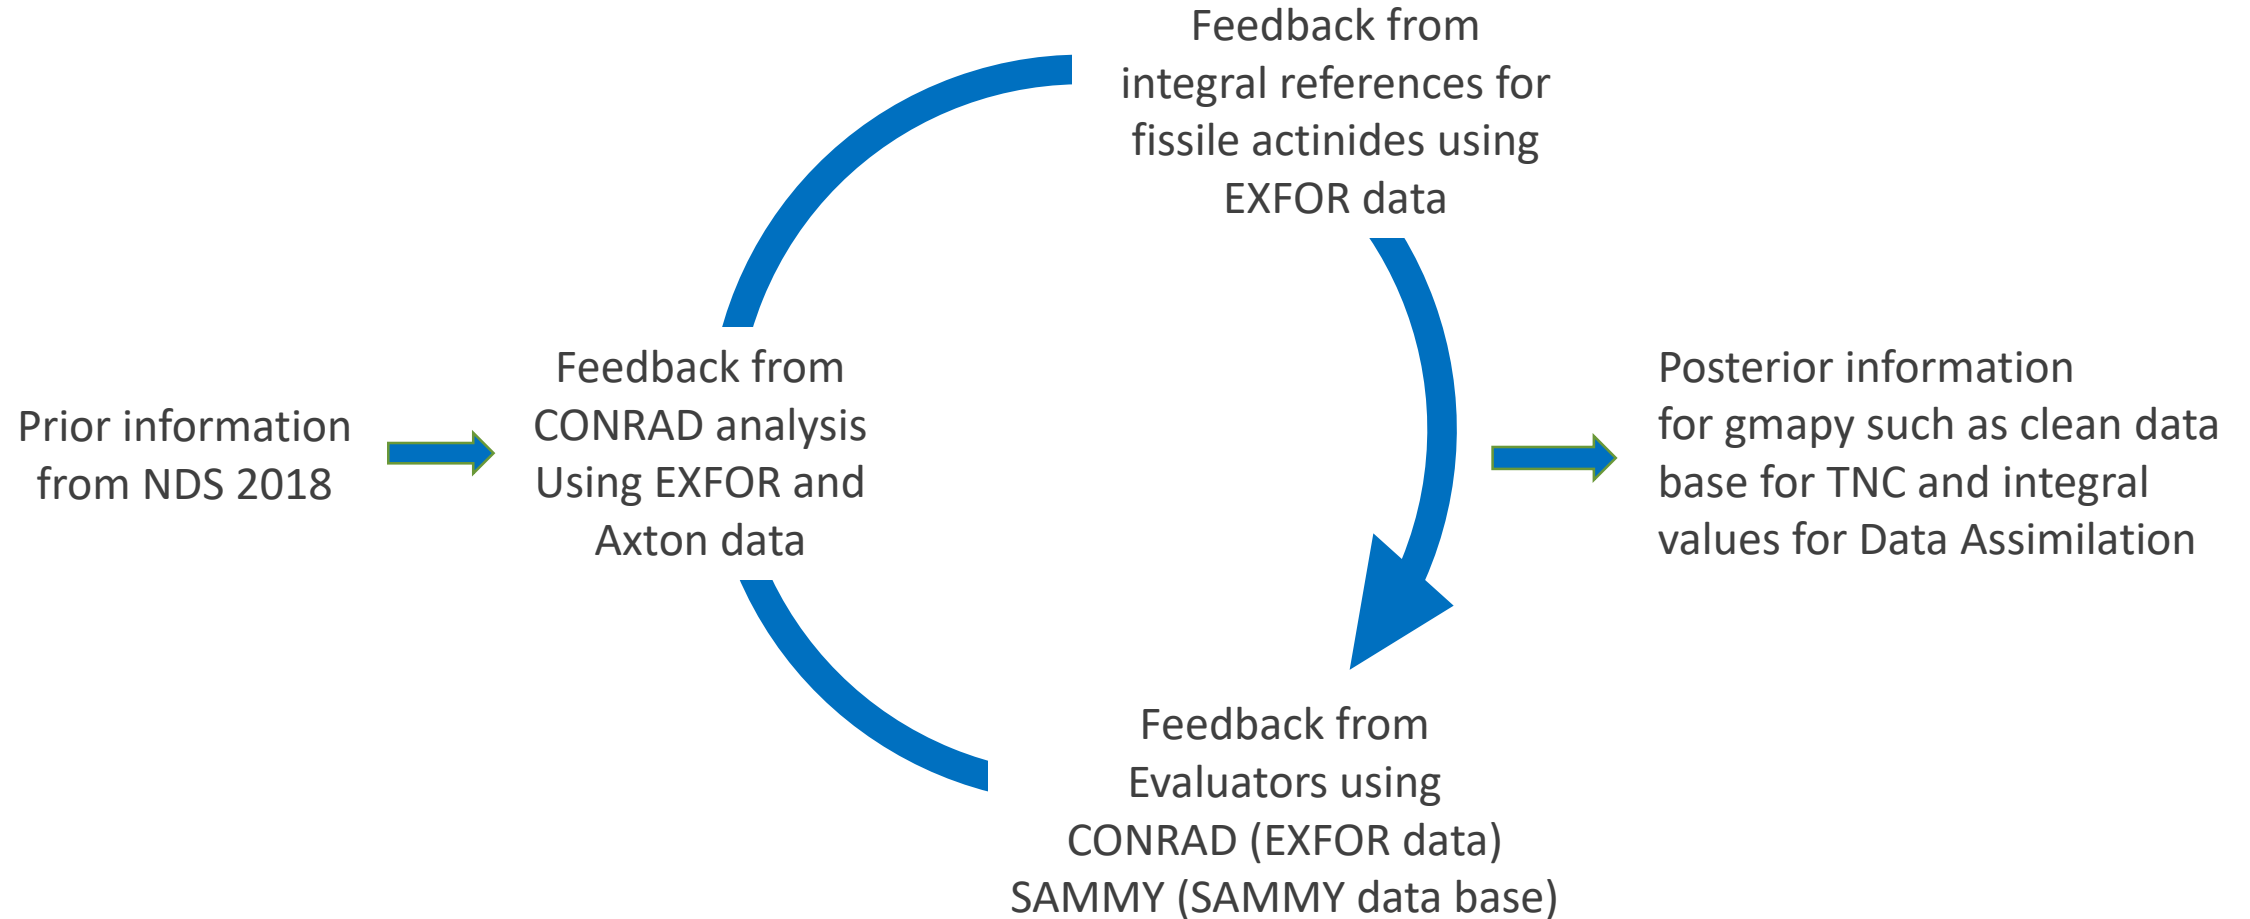 Prior information
from NDS 2018
Feedback from
CONRAD analysis
Using EXFOR and
Axton data
Feedback from
integral references for
fissile actinides using
EXFOR data
Feedback from
Evaluators using
CONRAD (EXFOR data)
SAMMY (SAMMY data base)
Posterior information
for gmapy such as clean data
base for TNC and integral
values for Data Assimilation